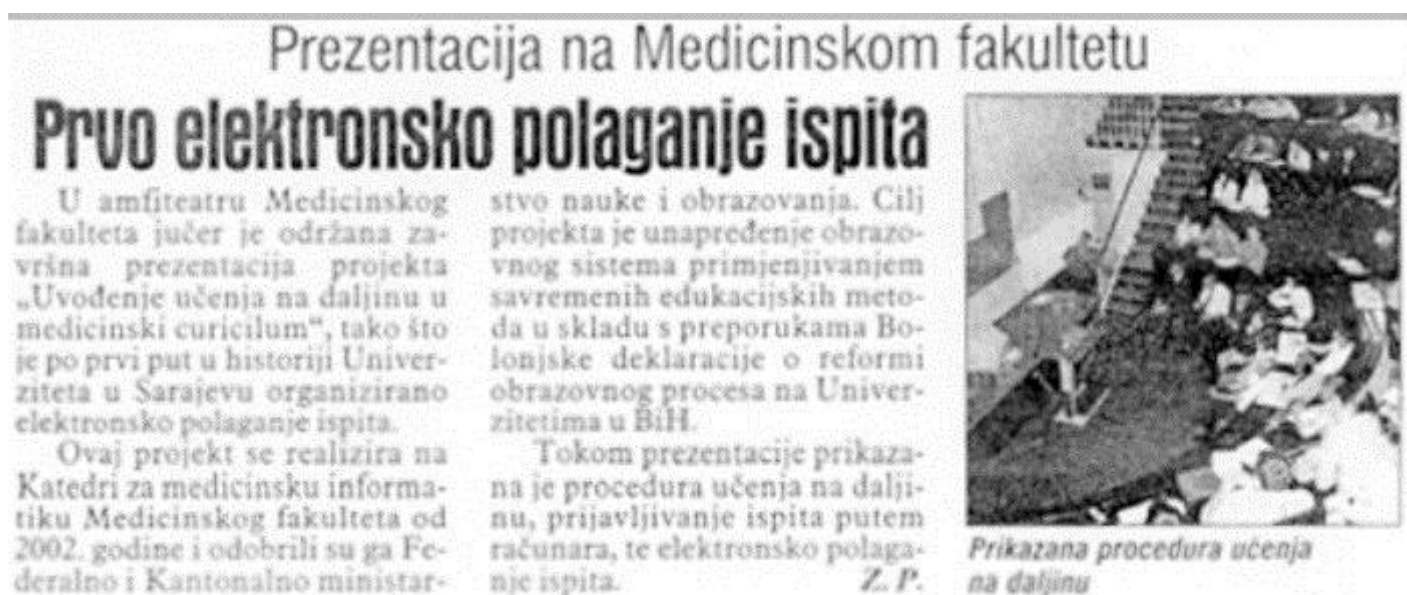 Prezentacija na Medicinskom fakultetu
Prvo elektronsko polaganje ispita
U amfiteatru Medicinskog
fakulteta jučer je održana za-
vršna prezentacija projekta
„Uvođenje učenja na daljinu u
medicinski curicilum“, tako što
je po prvi put u historiji Univer-
ziteta u Sarajevu organizirano
elektronsko polaganje ispita.
Ovaj projekt se realizira na
Katedri za medicinsku informa-
tiku Medicinskog fakulteta od
2002. godine i odobrili su ga Fe-
deralno i Kantonalno ministar-
stvo nauke i obrazovanja. Cilj
projekta je unapređenje obrazo-
vnog sistema primjenjivanjem
savremenih edukacijskih meto-
da u skladu s preporukama Bo-
lonjske deklaracije o reformi
obrazovnog procesa na Univer-
zitetima u BiH.
Tokom prezentacije prikaza-
na je procedura učenja na dalji-
nu, prijavljivanje ispita putem
računara, te elektronsko polaga-
nje ispita. Z. P.
Prikazana procedura učenja
na daljinu